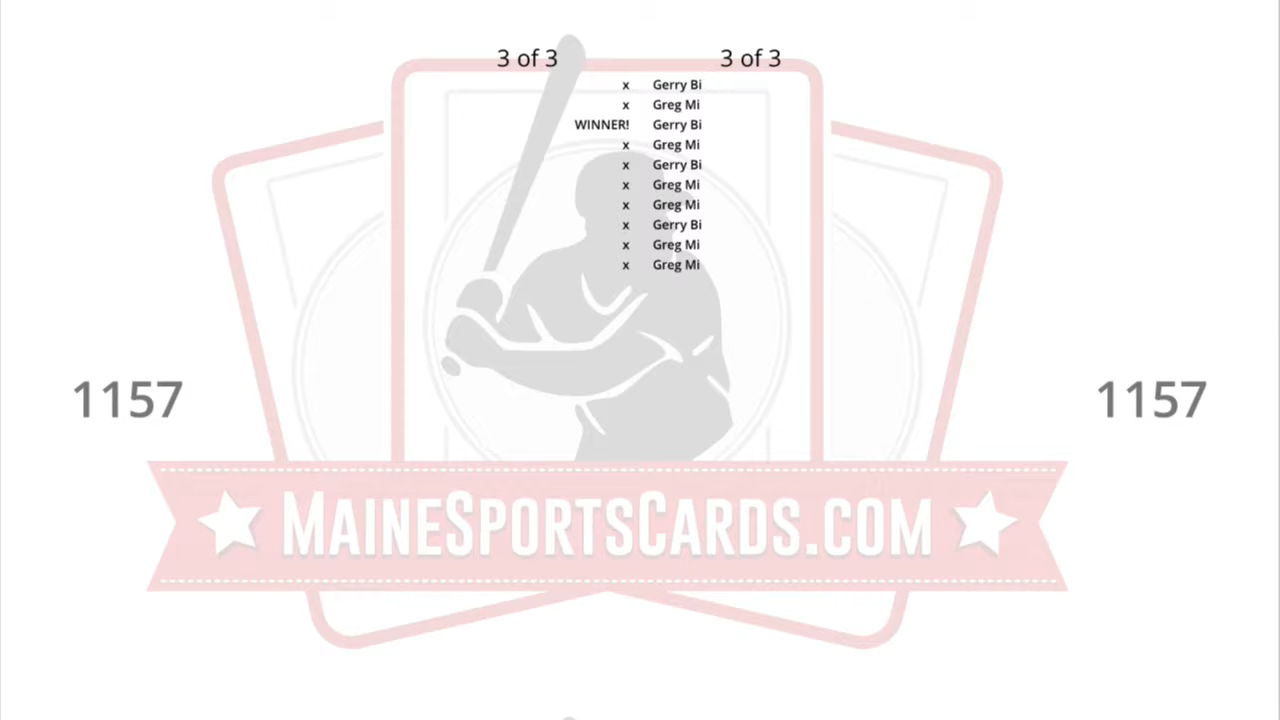 3 of 3 3 of 3
x Gerry Bi
x Greg Mi
WINNER! Gerry Bi
x Greg Mi
x Gerry Bi
x Greg Mi
x Greg Mi
x Gerry Bi
x Greg Mi
x Greg Mi
1157 1157
MAINESPORTSCARDS.COM